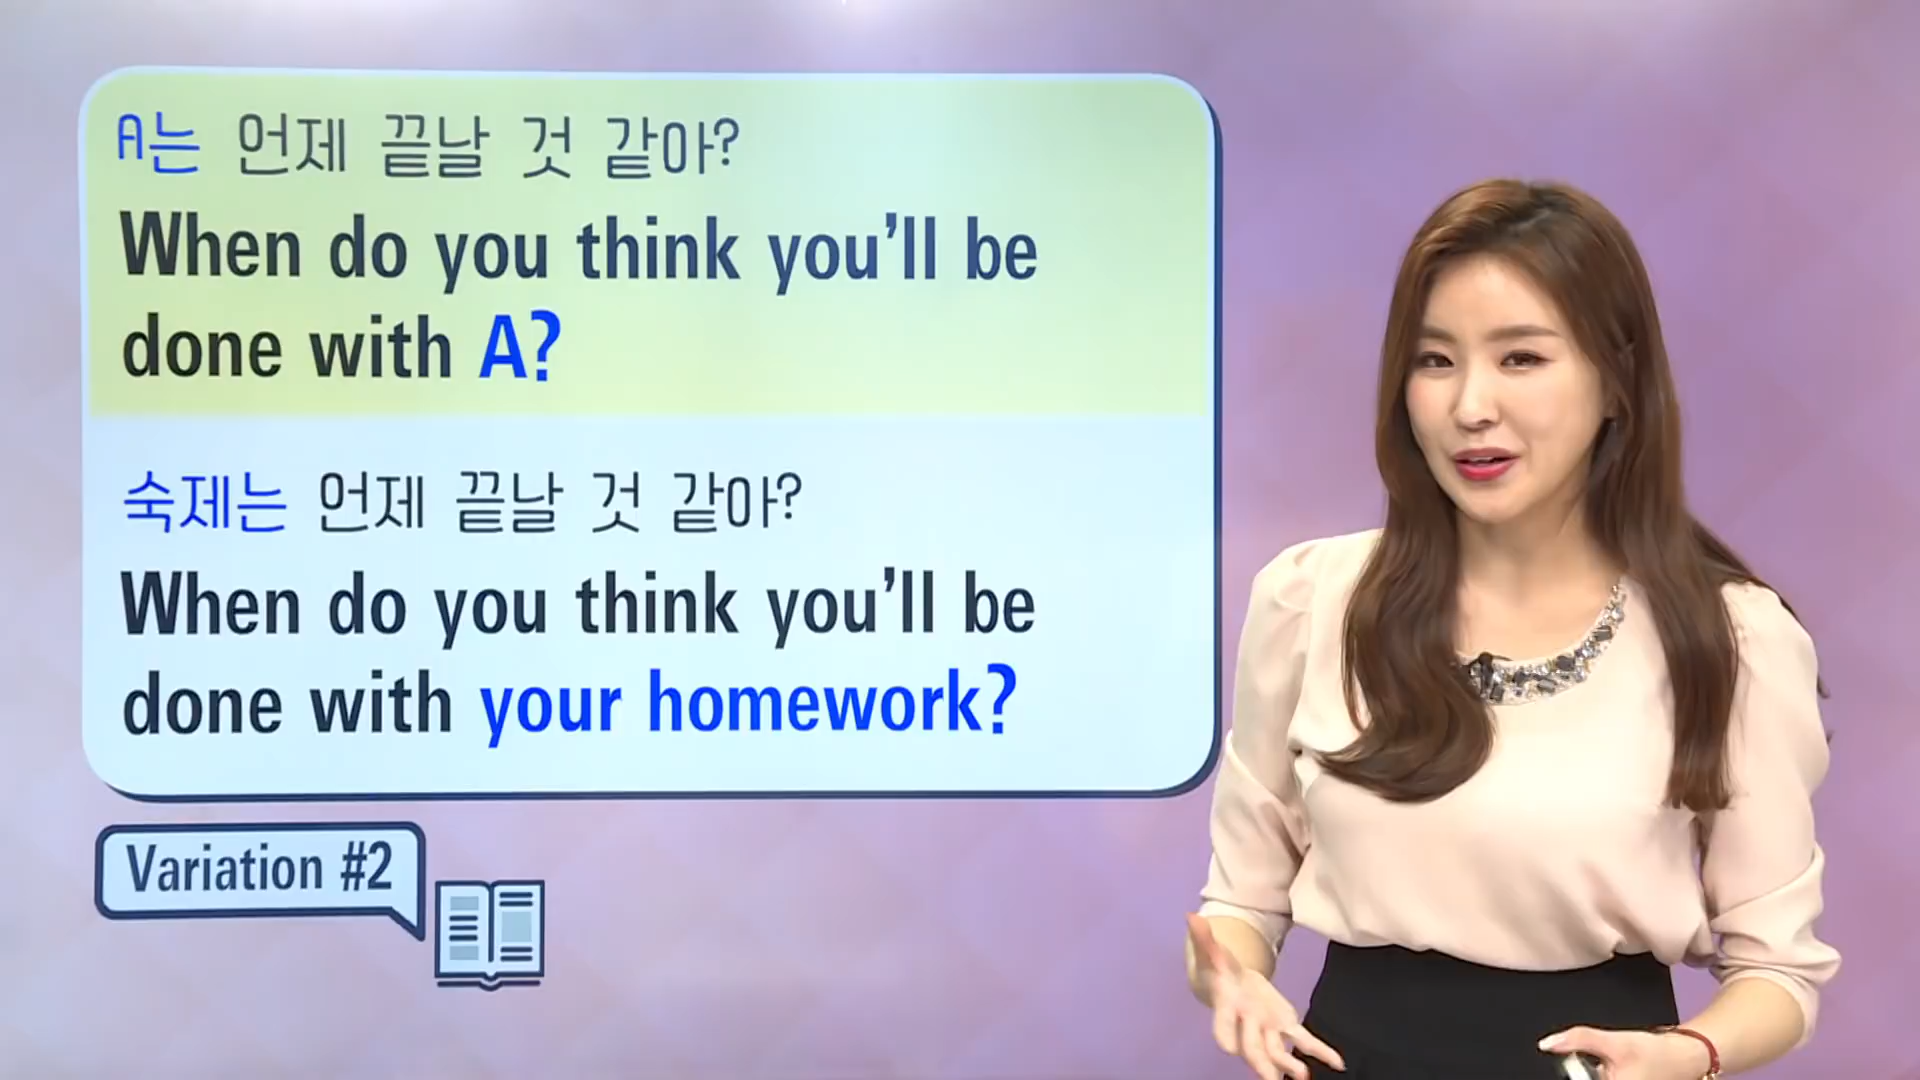 A는 언제 끝날 것 같아?
When do you think you’ll be
done with A?
숙제는 언제 끝날 것 같아?
When do you think you’ll be
done with your homework?
Variation #2